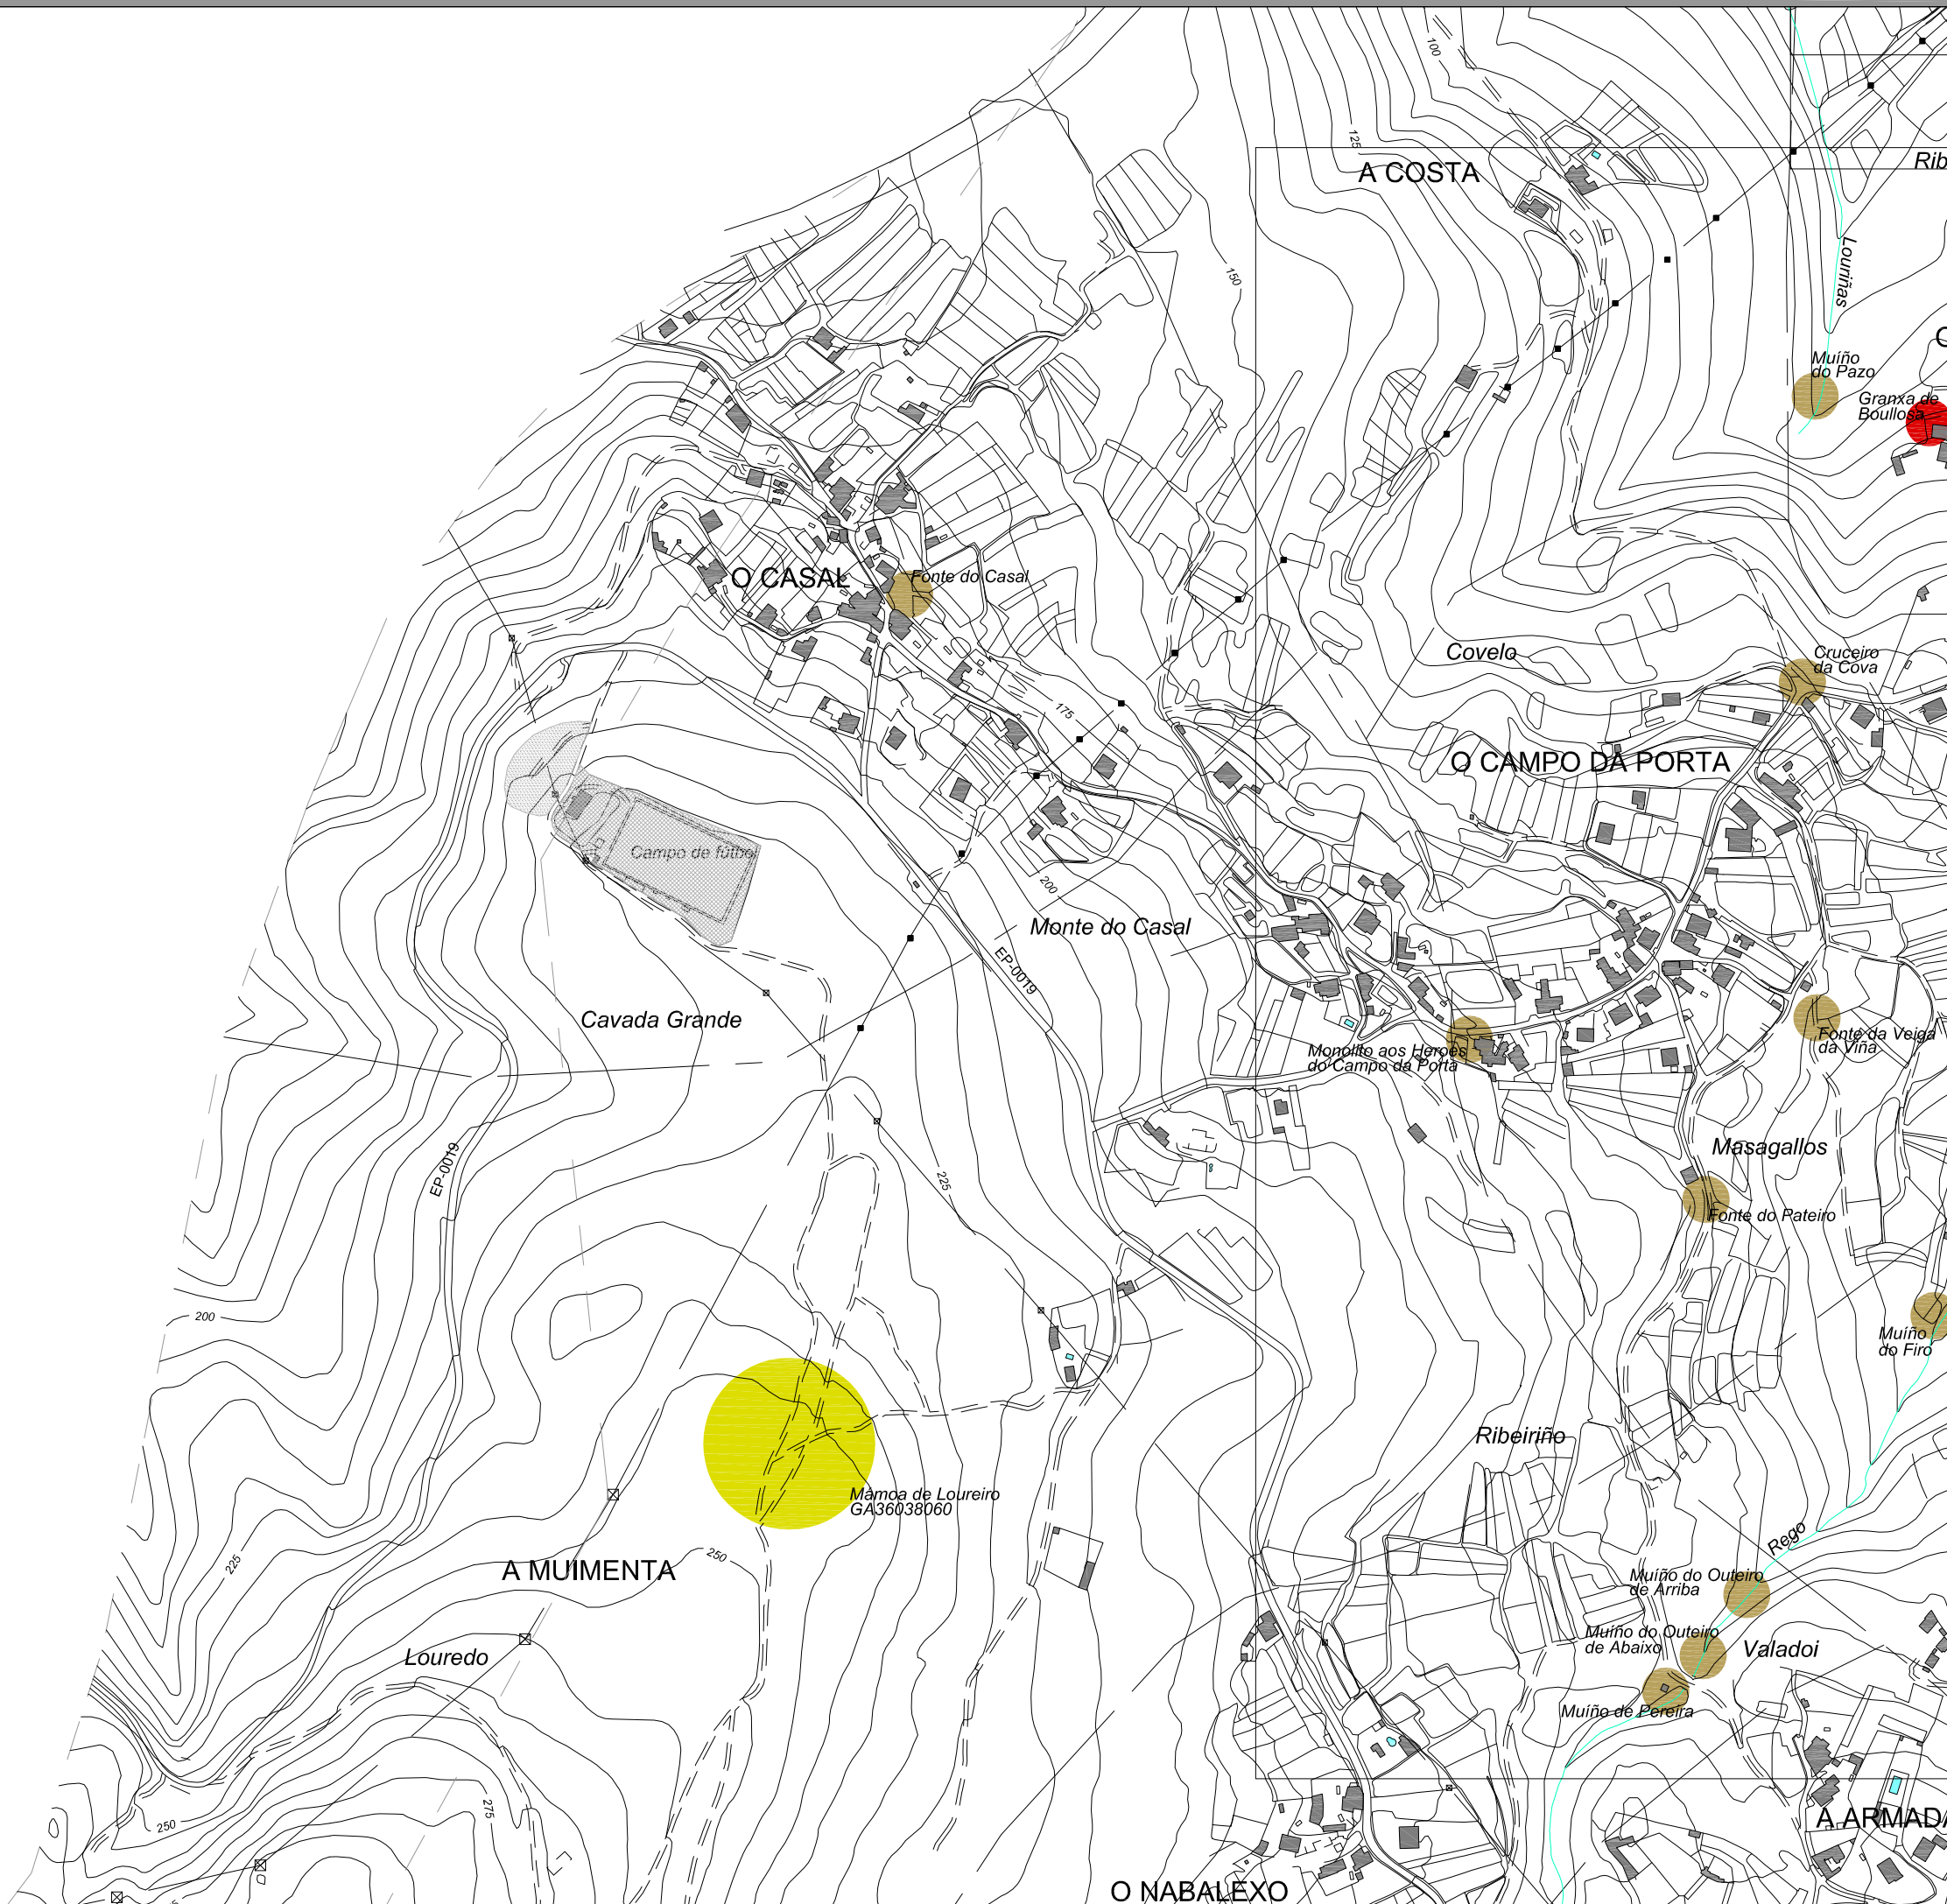 100
125
A COSTA
Rib
150
Louriñas
Muíño
do Pazo
Granxa de
Boullosa
O CASAL
Fonte do Casal
Covelo
Cruceiro
da Cova
175
O CAMPO DA PORTA
Campo de fútbol
200
Monte do Casal
EP-0019
Cavada Grande
Monolito aos Heroes
do Campo da Porta
Fonte da Veiga
da Viña
EP-0019
225
Masagallos
Fonte do Pateiro
200
Muíño
do Firo
Ribeiriño
Màmoa de Loureiro
GA36038060
Rego
225
250
A MUIMENTA
Muíño do Outeiro
de Arriba
Muíño do Outeiro
de Abaixo
Valadoi
Louredo
Muíño de Pereira
275
250
A ARMADA
O NABALEXO